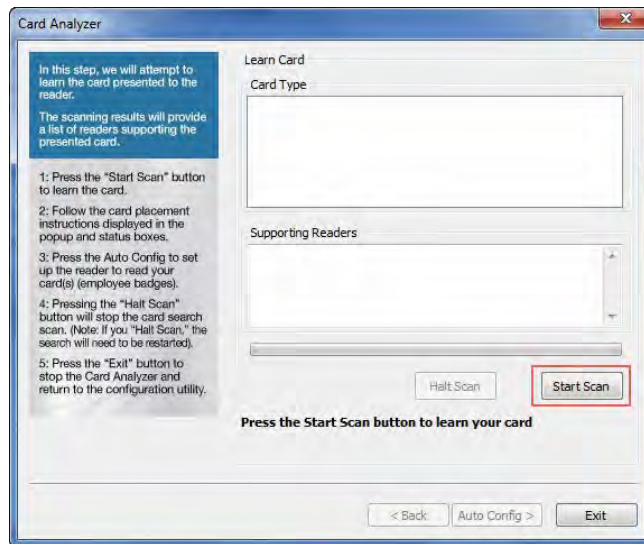 Card Analyzer
In this step, we will attempt to
learn the card presented to the
reader.
The scanning results will provide
a list of readers supporting the
presented card.
1: Press the "Start Scan" button
to learn the card.
2: Follow the card placement
instructions displayed in the
popup and status boxes.
3: Press the Auto Config to set
up the reader to read your
card(s) (employee badges).
4: Pressing the "Halt Scan"
button will stop the card search
scan. (Note: If you "Halt Scan," the
search will need to be restarted).
5: Press the "Exit" button to
stop the Card Analyzer and
return to the configuration utility.
Learn Card
Card Type
Supporting Readers
Halt Scan
Start Scan
Press the Start Scan button to learn your card
< Back
Auto Config >
Exit